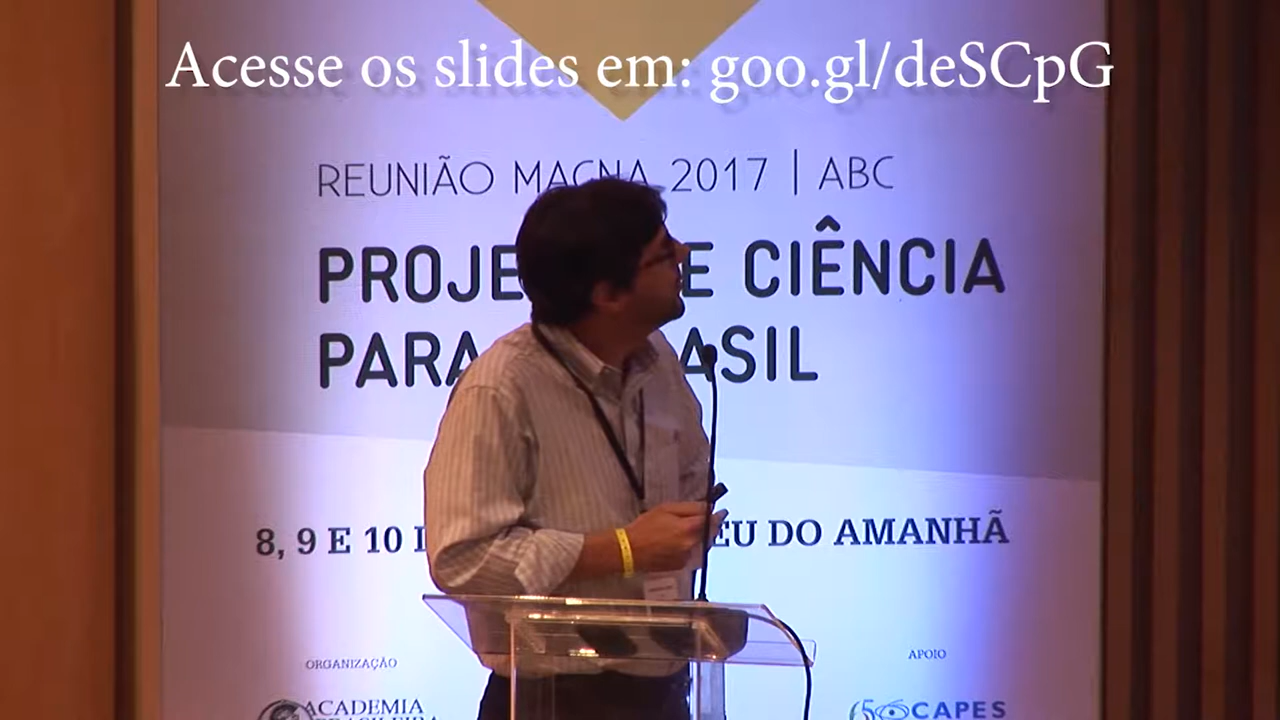 Acesse os slides em: goo.gl/deSCpG
REUNIÃO MAGNA 2017 | ABC
PROJE E CIÊNCIA
PARA ASIL
8, 9 E 10 EU DO AMANHÃ
ORGANIZAÇÃO
APOIO
ACADEMIA
CAPES